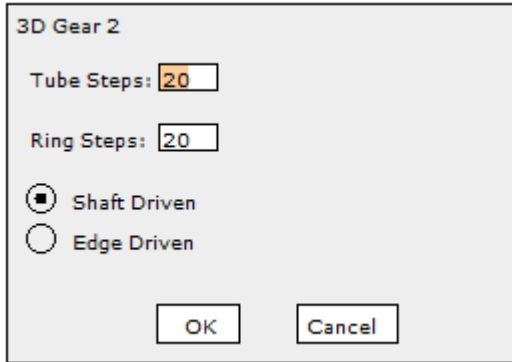 3D Gear 2
Tube Steps: 20
Ring Steps: 20
Shaft Driven
Edge Driven
OK Cancel